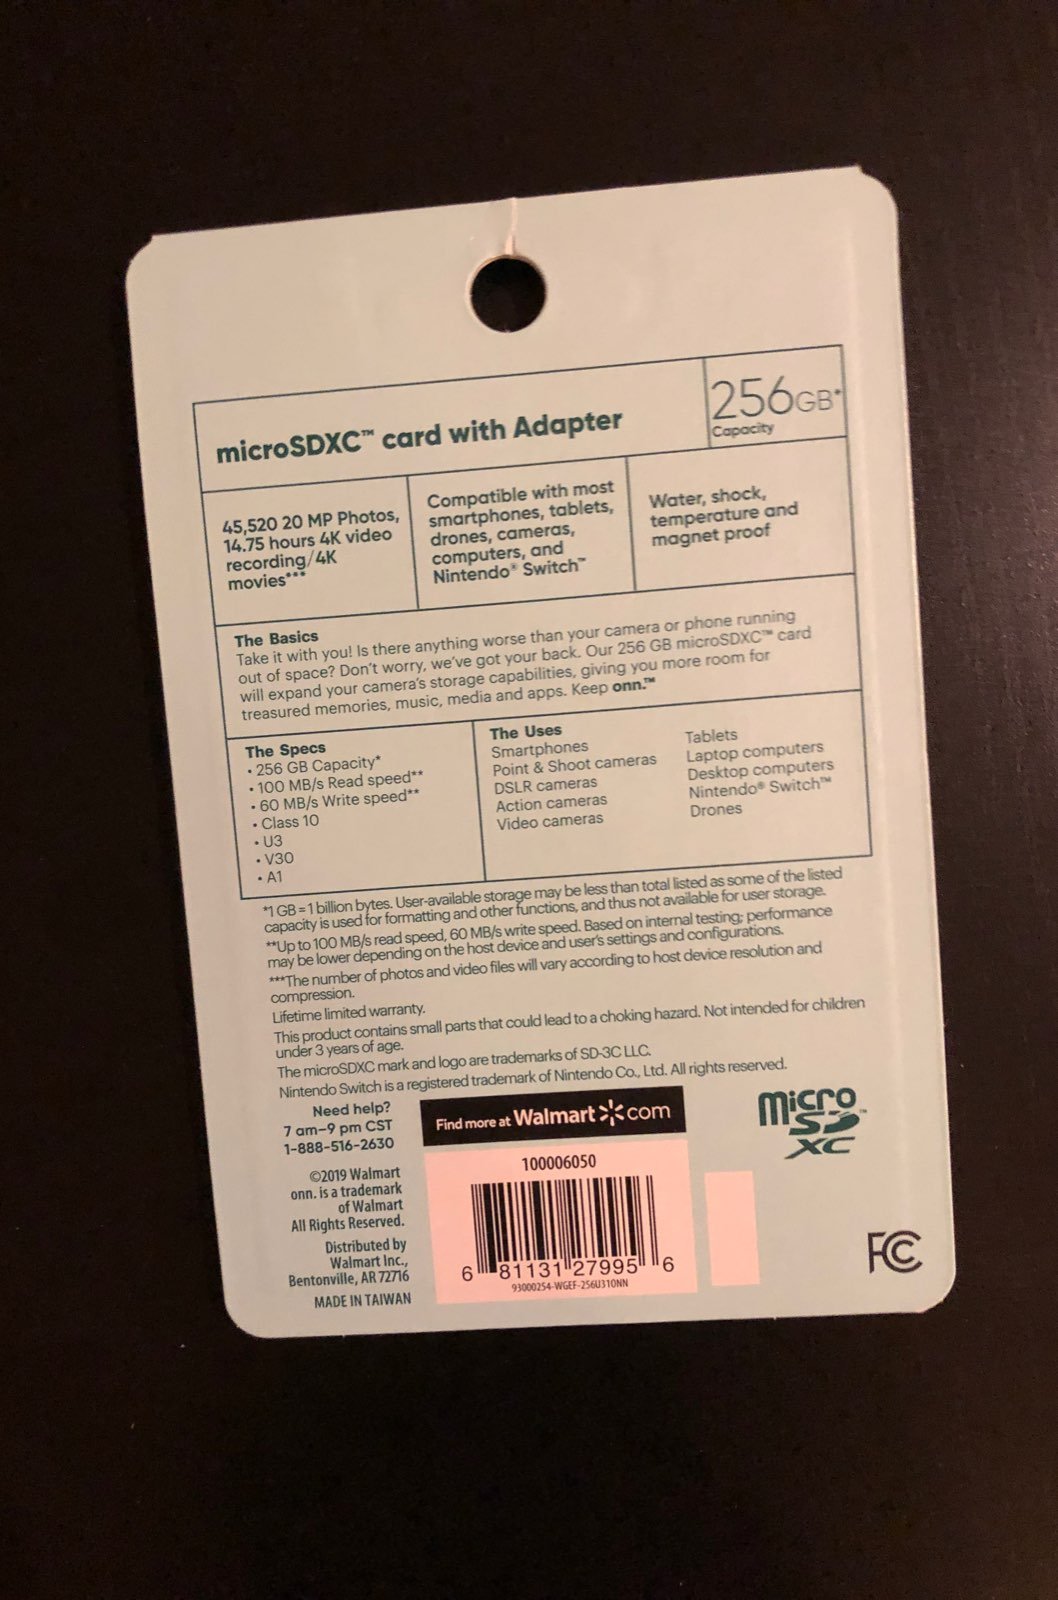 microSDXC™ card with Adapter
256GB*
Capacity
45,520 20 MP Photos,
14.75 hours 4K video
recording/4K
movies***
Compatible with most
smartphones, tablets,
drones, cameras,
computers, and
Nintendo® Switch™
Water, shock,
temperature and
magnet proof
The Basics
Take it with you! Is there anything worse than your camera or phone running
out of space? Don't worry, we've got your back. Our 256 GB microSDXC™ card
will expand your camera's storage capabilities, giving you more room for
treasured memories, music, media and apps. Keep onn.™
The Specs
• 256 GB Capacity*
• 100 MB/s Read speed**
• 60 MB/s Write speed**
• Class 10
• U3
• V30
• A1
The Uses
Smartphones
Point & Shoot cameras
DSLR cameras
Action cameras
Video cameras
Tablets
Laptop computers
Desktop computers
Nintendo® Switch™
Drones
*1 GB = 1 billion bytes. User-available storage may be less than total listed as some of the listed
capacity is used for formatting and other functions, and thus not available for user storage.
**Up to 100 MB/s read speed, 60 MB/s write speed. Based on internal testing; performance
may be lower depending on the host device and user's settings and configurations.
***The number of photos and video files will vary according to host device resolution and
compression.
Lifetime limited warranty.
This product contains small parts that could lead to a choking hazard. Not intended for children
under 3 years of age.
The microSDXC mark and logo are trademarks of SD-3C LLC.
Nintendo Switch is a registered trademark of Nintendo Co., Ltd. All rights reserved.
Need help?
7 am–9 pm CST
1-888-516-2630
©2019 Walmart
onn. is a trademark
of Walmart
All Rights Reserved.
Distributed by
Walmart Inc.,
Bentonville, AR 72716
MADE IN TAIWAN
Find more at Walmart.com
100006050
6 81131 27995 6
93000254-WGEF-256U31ONN
Micro
SD™
XC
FC